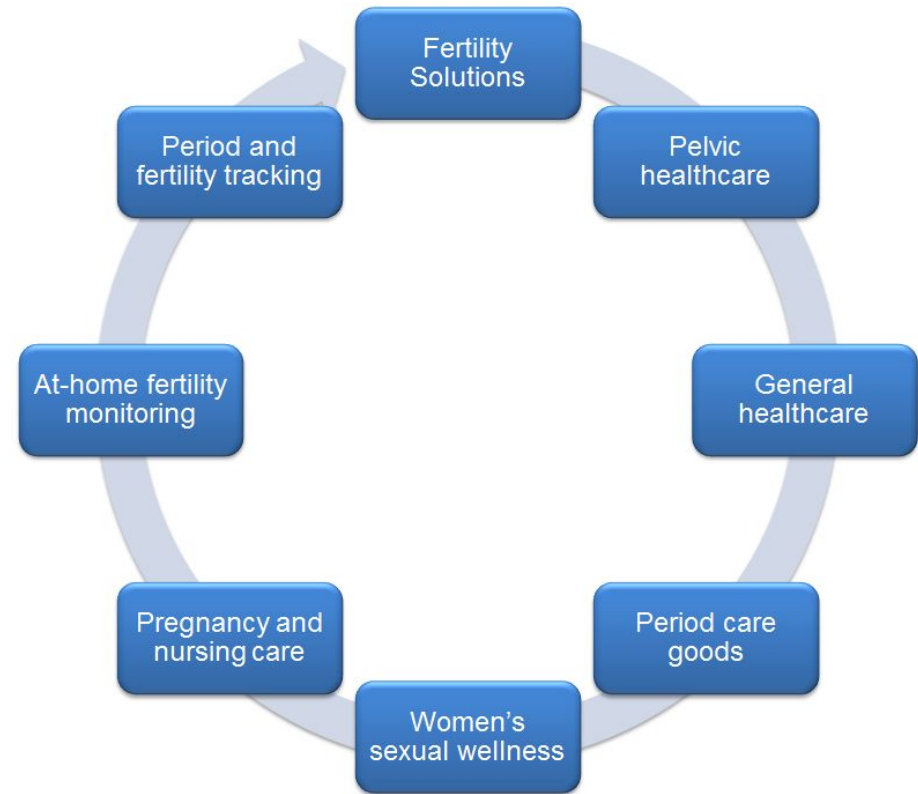 Fertility
Solutions
Pelvic
healthcare
General
healthcare
Period care
goods
Women’s
sexual wellness
Pregnancy and
nursing care
At-home fertility
monitoring
Period and
fertility tracking